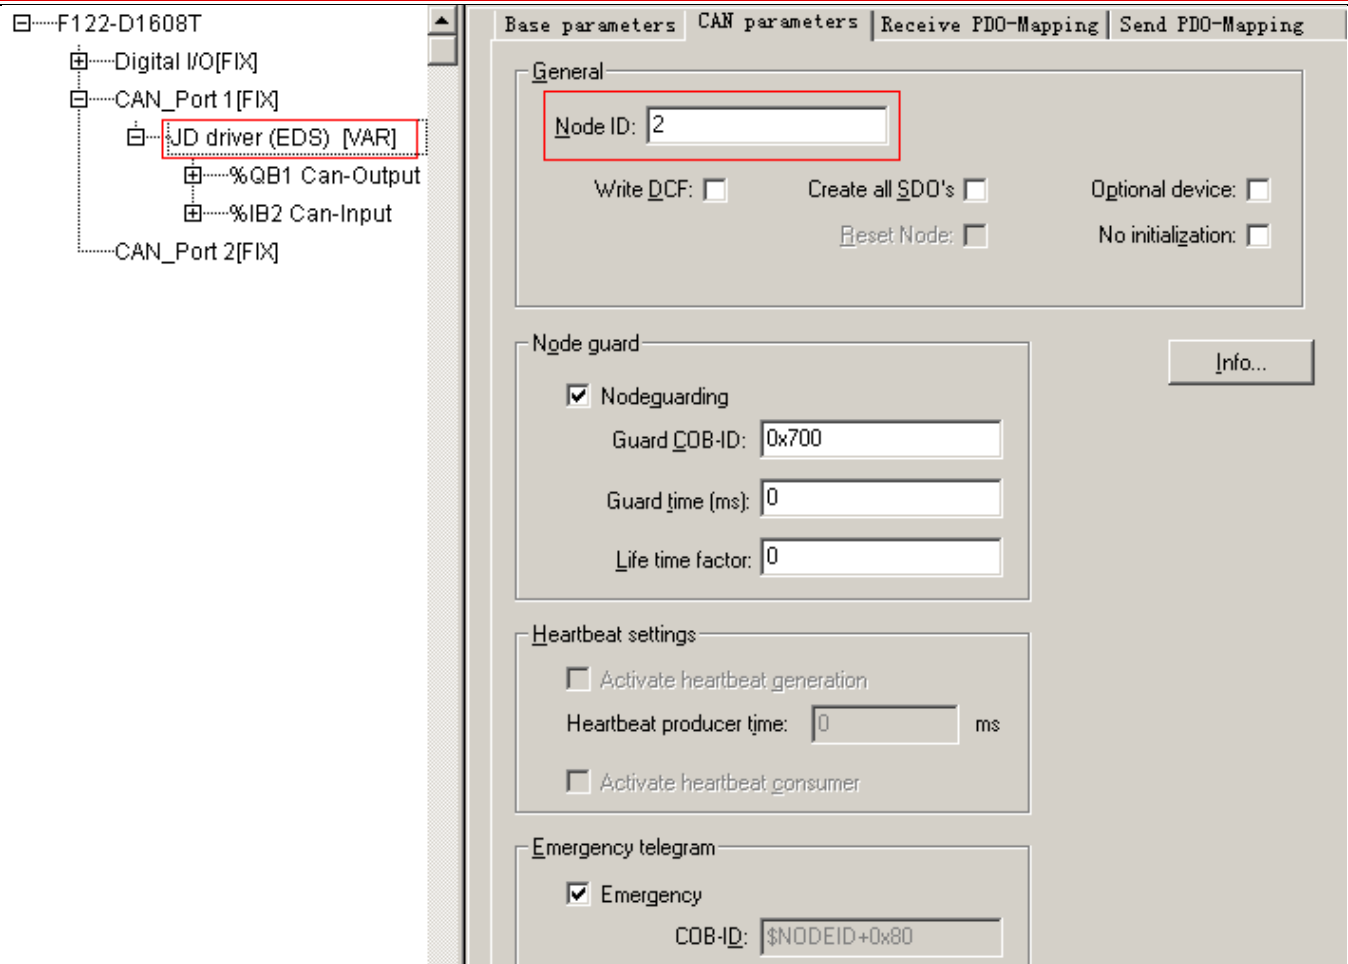 F122-D1608T
Digital I/O[FIX]
CAN_Port 1[FIX]
JD driver (EDS) [VAR]
%QB1 Can-Output
%IB2 Can-Input
CAN_Port 2[FIX]
Base parameters CAN parameters Receive PDO-Mapping Send PDO-Mapping
General
Node ID: 2
Write DCF: Create all SDO's Optional device:
Reset Node: No initialization:
Node guard
Info...
Nodeguarding
Guard COB-ID: 0x700
Guard time (ms): 0
Life time factor: 0
Heartbeat settings
Activate heartbeat generation
Heartbeat producer time: 0 ms
Activate heartbeat consumer
Emergency telegram
Emergency
COB-ID: $NODEID+0x80